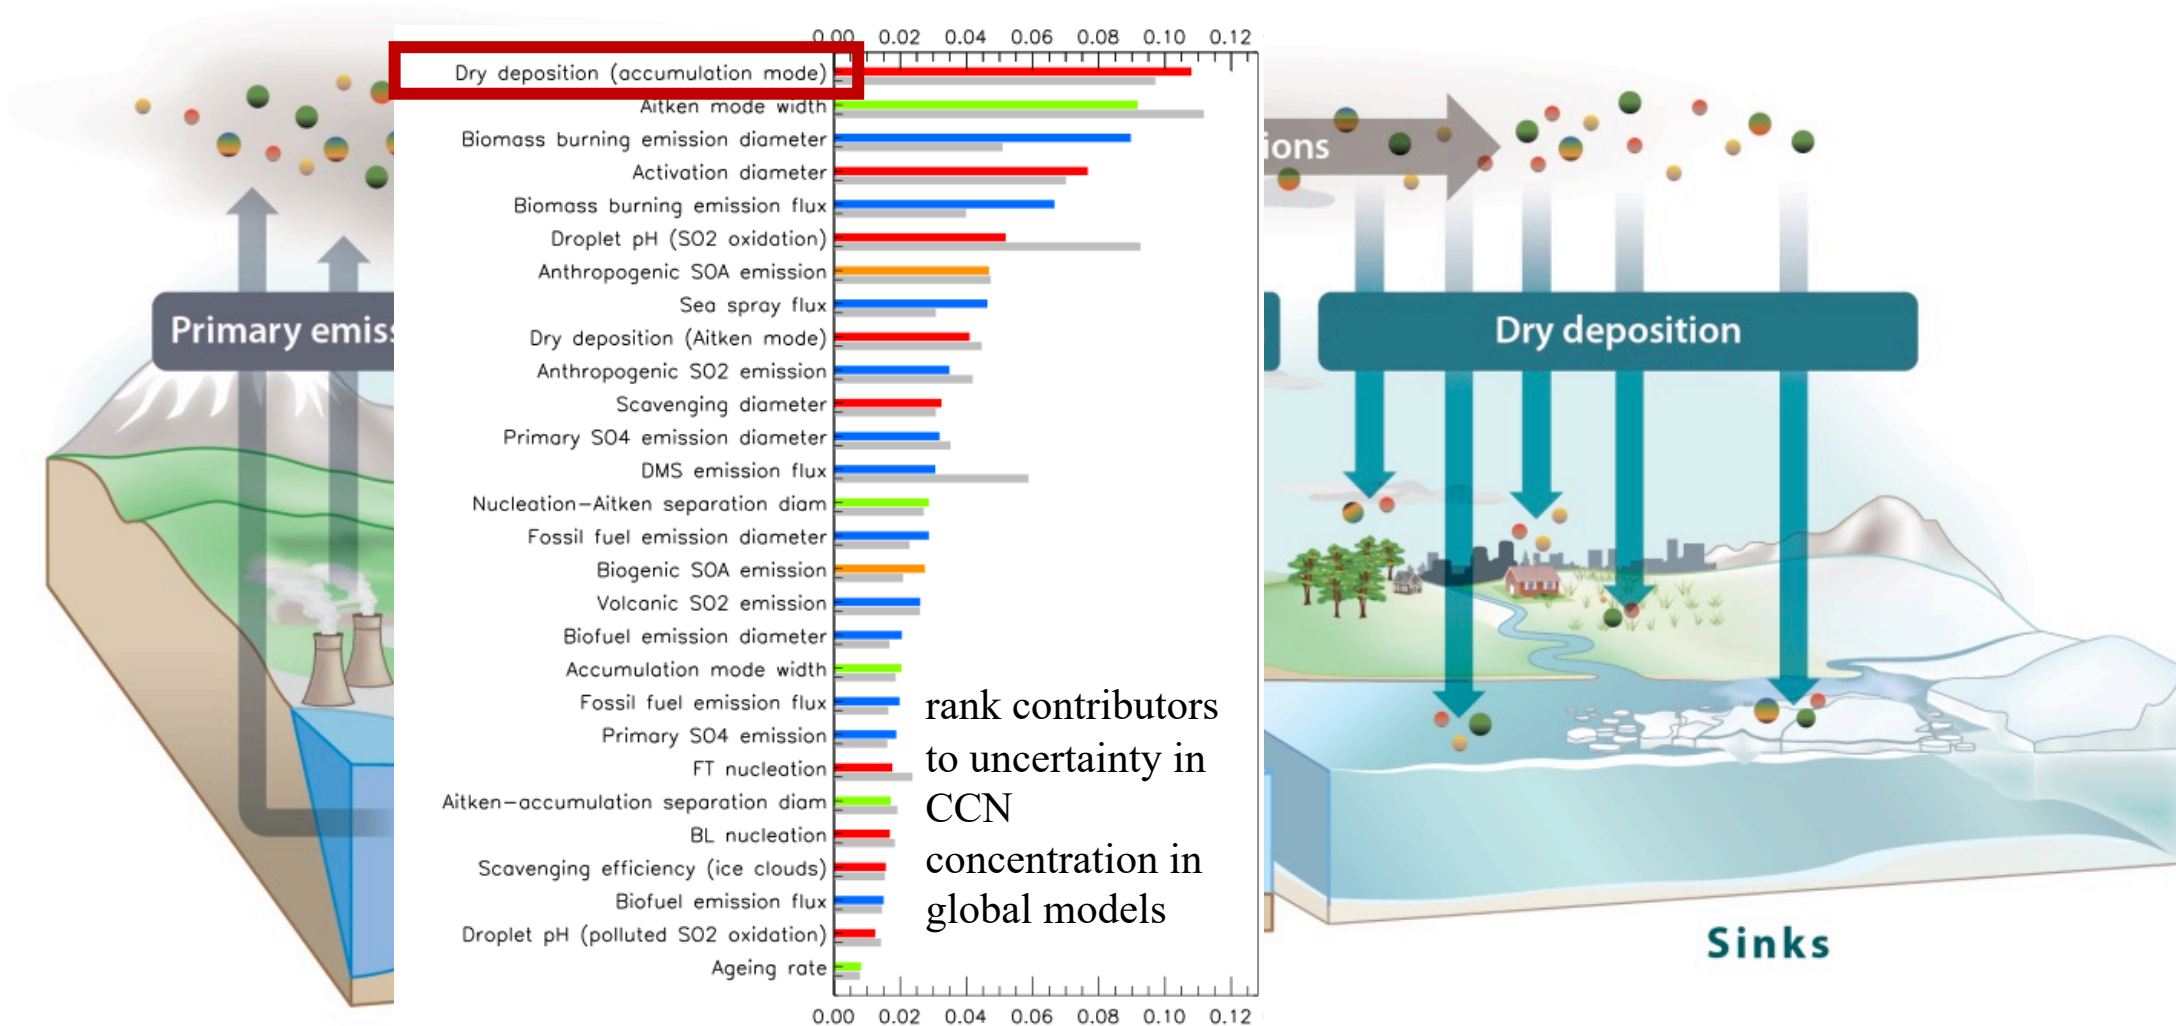 0.00 0.02 0.04 0.06 0.08 0.10 0.12
Dry deposition (accumulation mode)
Aitken mode width
Biomass burning emission diameter
Activation diameter
Biomass burning emission flux
Droplet pH (SO2 oxidation)
Anthropogenic SOA emission
Sea spray flux
Dry deposition (Aitken mode)
Anthropogenic SO2 emission
Scavenging diameter
Primary SO4 emission diameter
DMS emission flux
Nucleation-Aitken separation diam
Fossil fuel emission diameter
Biogenic SOA emission
Volcanic SO2 emission
Biofuel emission diameter
Accumulation mode width
Fossil fuel emission flux
Primary SO4 emission
FT nucleation
Aitken-accumulation separation diam
BL nucleation
Scavenging efficiency (ice clouds)
Biofuel emission flux
Droplet pH (polluted SO2 oxidation)
Ageing rate
0.00 0.02 0.04 0.06 0.08 0.10 0.12
rank contributors
to uncertainty in
CCN
concentration in
global models
Primary emiss
ions
Dry deposition
Sinks